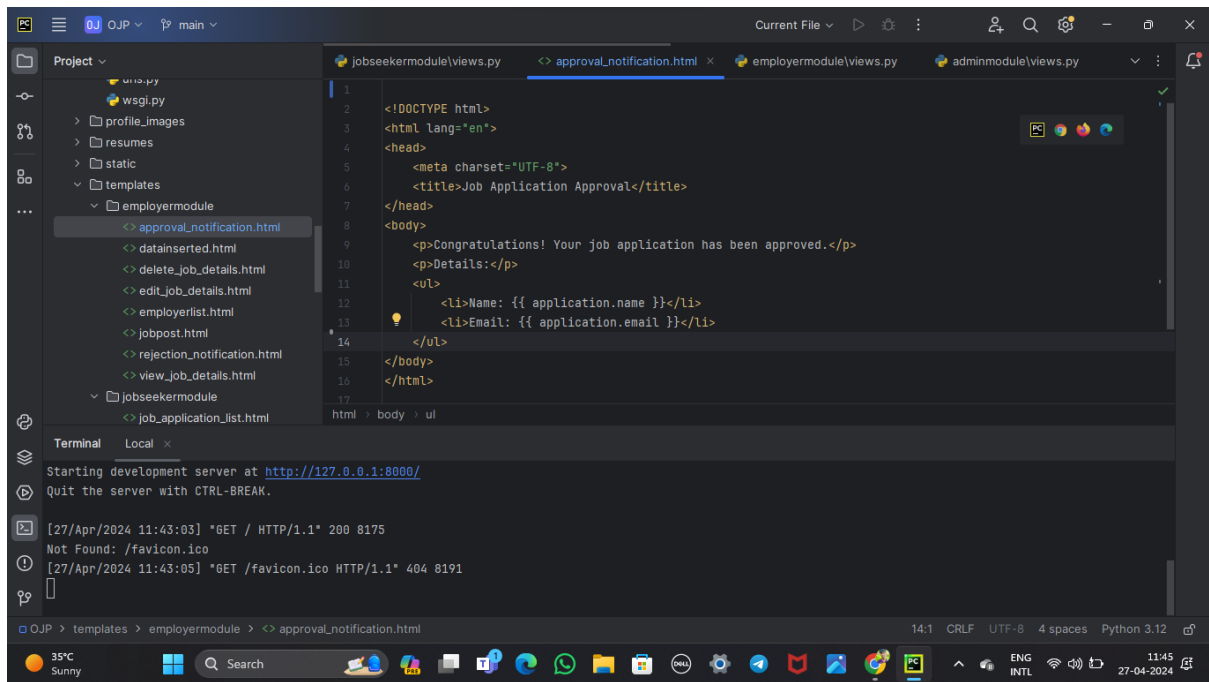 PC
OJ OJP main Current File
Project
jobseekermodule\views.py approval_notification.html employermodule\views.py adminmodule\views.py
urls.py
wsgi.py
profile_images
resumes
static
templates
employermodule
approval_notification.html
datainserted.html
delete_job_details.html
edit_job_details.html
employerlist.html
jobpost.html
rejection_notification.html
view_job_details.html
jobseekermodule
job_application_list.html
1
2 <!DOCTYPE html>
3 <html lang="en">
4 <head>
5 <meta charset="UTF-8">
6 <title>Job Application Approval</title>
7 </head>
8 <body>
9 <p>Congratulations! Your job application has been approved.</p>
10 <p>Details:</p>
11 <ul>
12 <li>Name: {{ application.name }}</li>
13 <li>Email: {{ application.email }}</li>
14 </ul>
15 </body>
16 </html>
17
html > body > ul
Terminal Local
Starting development server at http://127.0.0.1:8000/
Quit the server with CTRL-BREAK.
[27/Apr/2024 11:43:03] "GET / HTTP/1.1" 200 8175
Not Found: /favicon.ico
[27/Apr/2024 11:43:05] "GET /favicon.ico HTTP/1.1" 404 8191
OJP > templates > employermodule > <> approval_notification.html 14:1 CRLF UTF-8 4 spaces Python 3.12
35°C
Sunny
Search
PRE
DELL
PC
ENG
INTL
11:45
27-04-2024